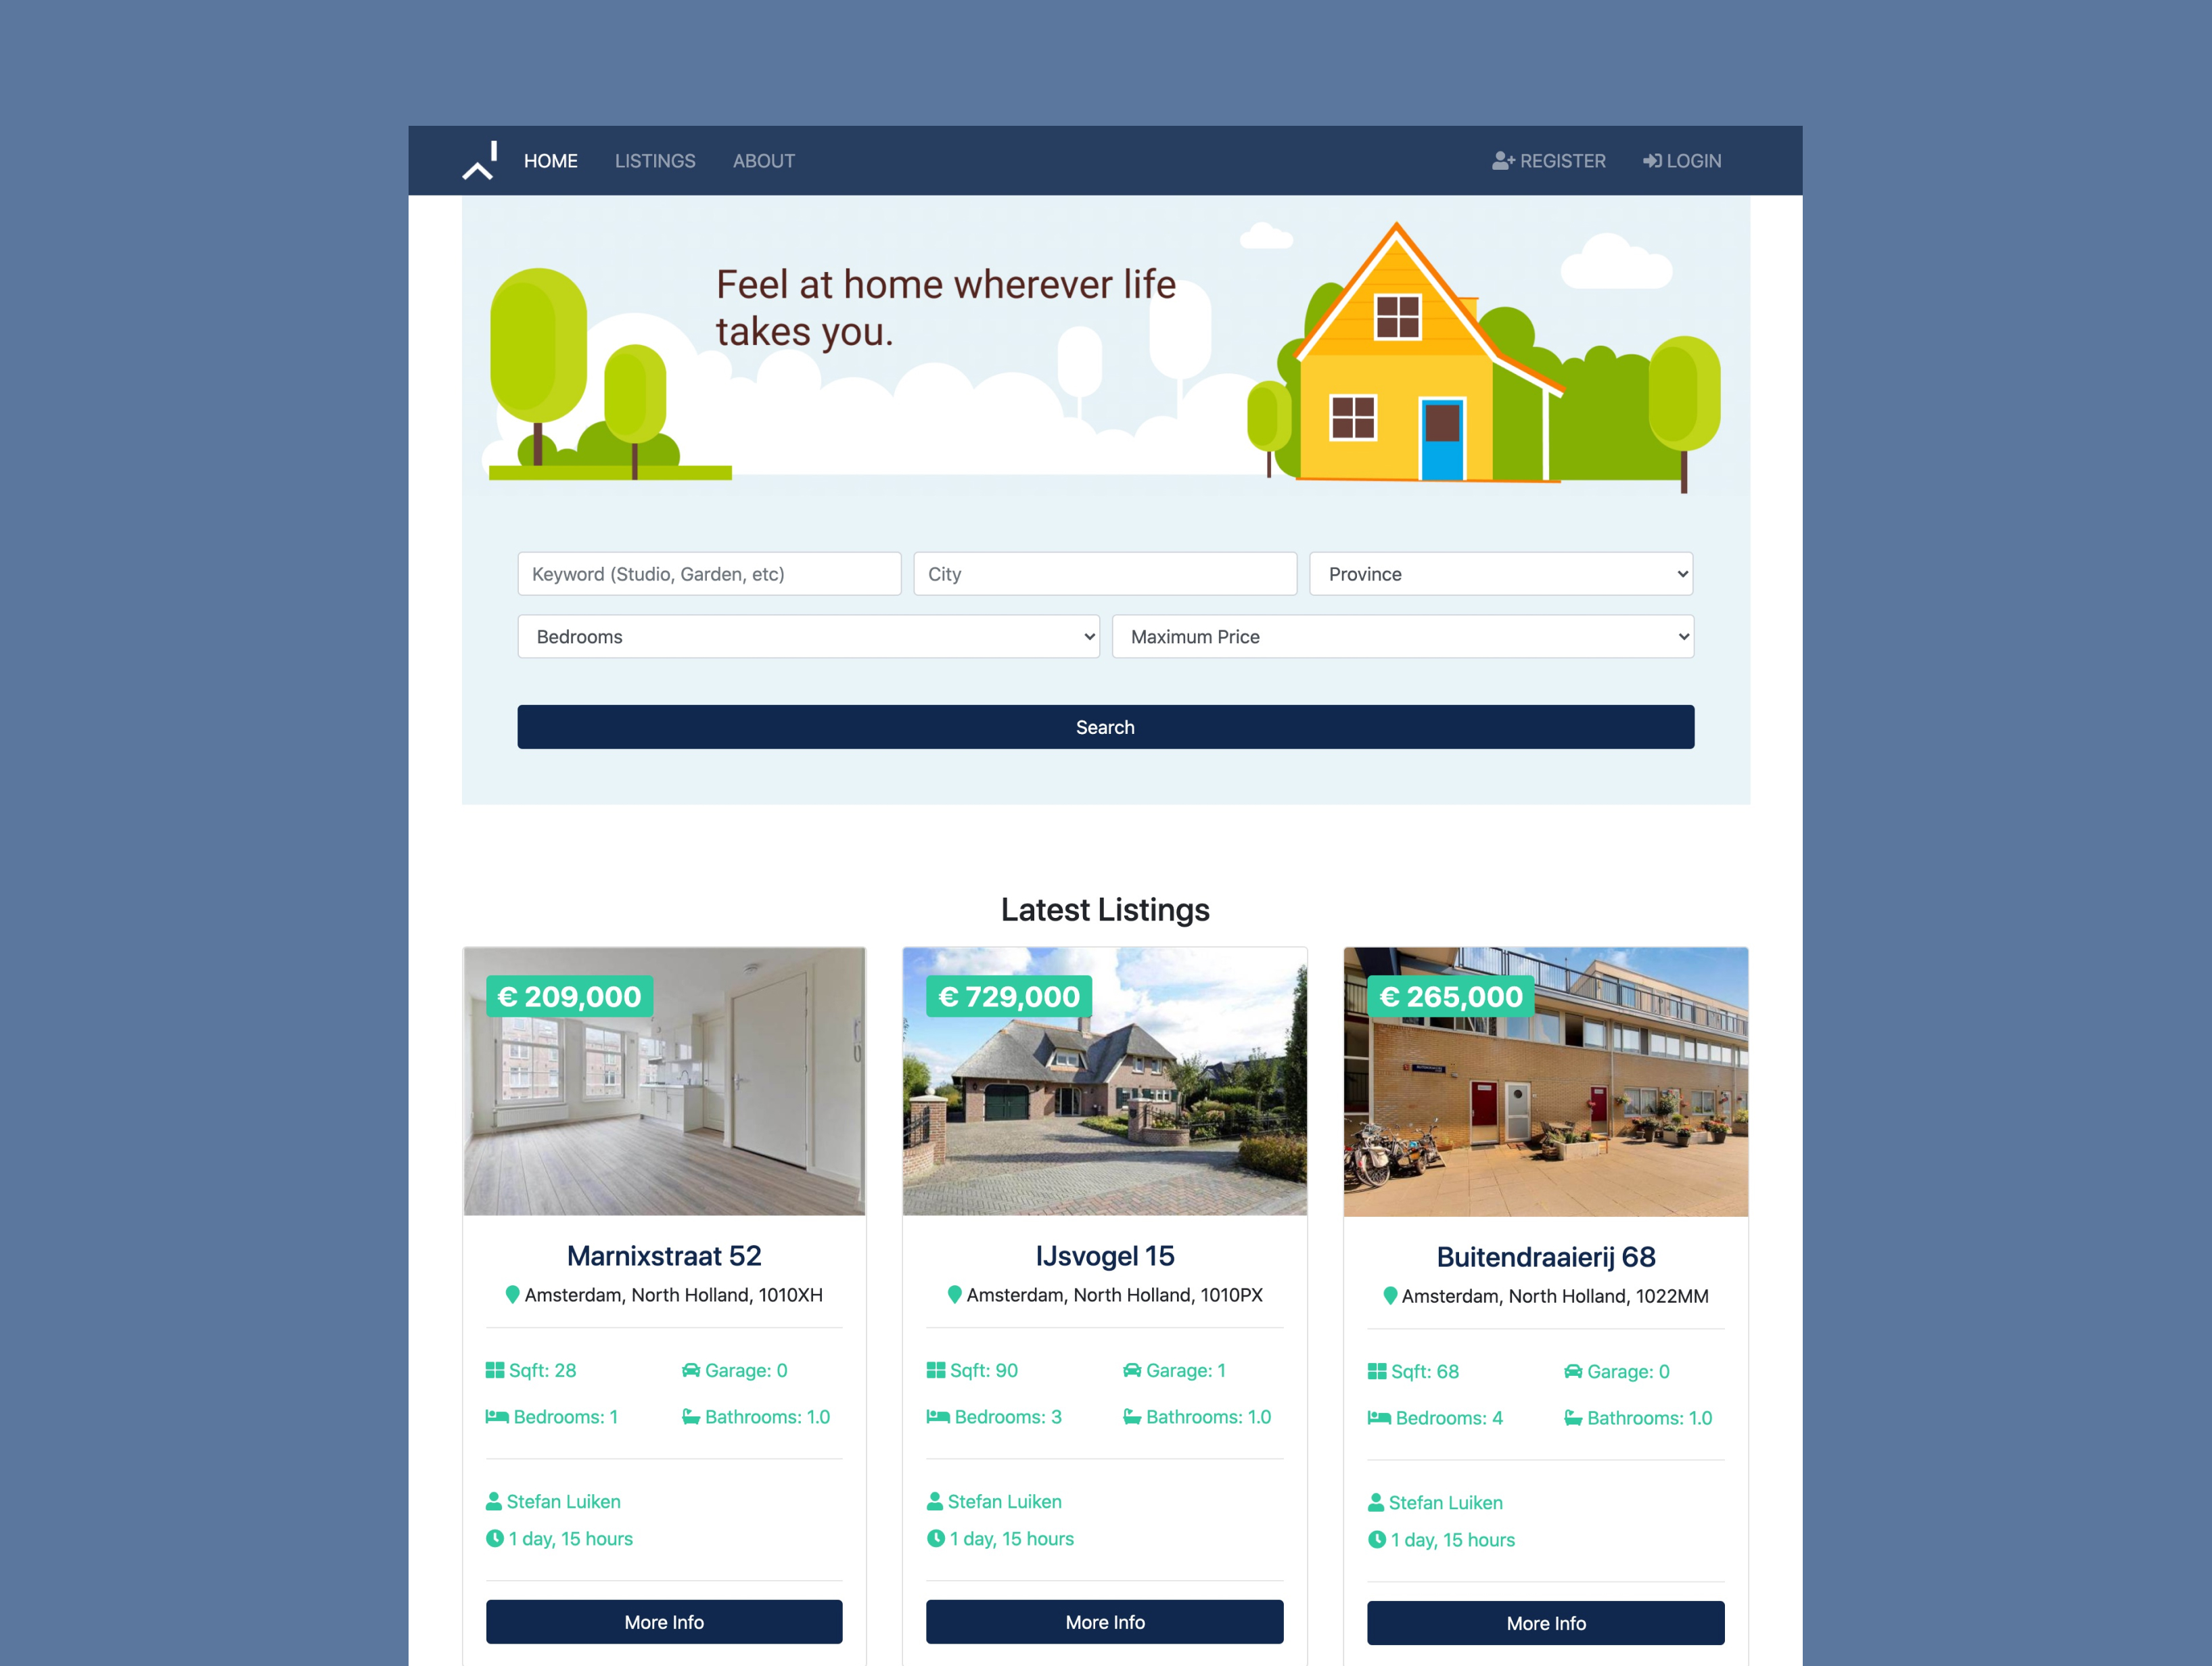 HOME LISTINGS ABOUT REGISTER LOGIN
Feel at home wherever life
takes you.
Keyword (Studio, Garden, etc) City Province
Bedrooms Maximum Price
Search
Latest Listings
€ 209,000
Marnixstraat 52
Amsterdam, North Holland, 1010XH
Sqft: 28 Garage: 0
Bedrooms: 1 Bathrooms: 1.0
Stefan Luiken
1 day, 15 hours
More Info
€ 729,000
IJsvogel 15
Amsterdam, North Holland, 1010PX
Sqft: 90 Garage: 1
Bedrooms: 3 Bathrooms: 1.0
Stefan Luiken
1 day, 15 hours
More Info
€ 265,000
Buitendraaierij 68
Amsterdam, North Holland, 1022MM
Sqft: 68 Garage: 0
Bedrooms: 4 Bathrooms: 1.0
Stefan Luiken
1 day, 15 hours
More Info